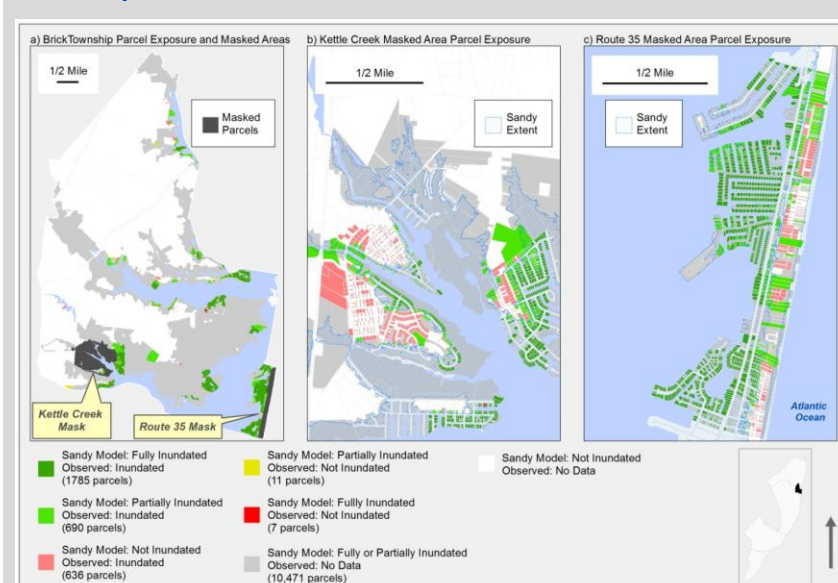 a) BrickTownship Parcel Exposure and Masked Areas
b) Kettle Creek Masked Area Parcel Exposure
c) Route 35 Masked Area Parcel Exposure
1/2 Mile
Masked
Parcels
Kettle Creek
Mask
Route 35 Mask
1/2 Mile
Sandy
Extent
1/2 Mile
Sandy
Extent
Atlantic
Ocean
Sandy Model: Fully Inundated
Observed: Inundated
(1785 parcels)
Sandy Model: Partially Inundated
Observed: Inundated
(690 parcels)
Sandy Model: Not Inundated
Observed: Inundated
(636 parcels)
Sandy Model: Partially Inundated
Observed: Not Inundated
(11 parcels)
Sandy Model: Fullly Inundated
Observed: Not Inundated
(7 parcels)
Sandy Model: Fully or Partially Inundated
Observed: No Data
(10,471 parcels)
Sandy Model: Not Inundated
Observed: No Data